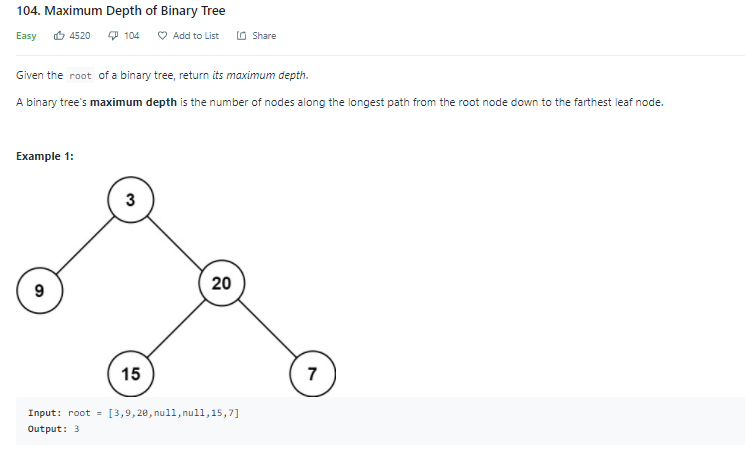 104. Maximum Depth of Binary Tree
Easy 4520 104 Add to List Share
Given the root of a binary tree, return its maximum depth.
A binary tree's maximum depth is the number of nodes along the longest path from the root node down to the farthest leaf node.
Example 1:
3
9
20
15
7
Input: root = [3,9,20,null,null,15,7]
Output: 3